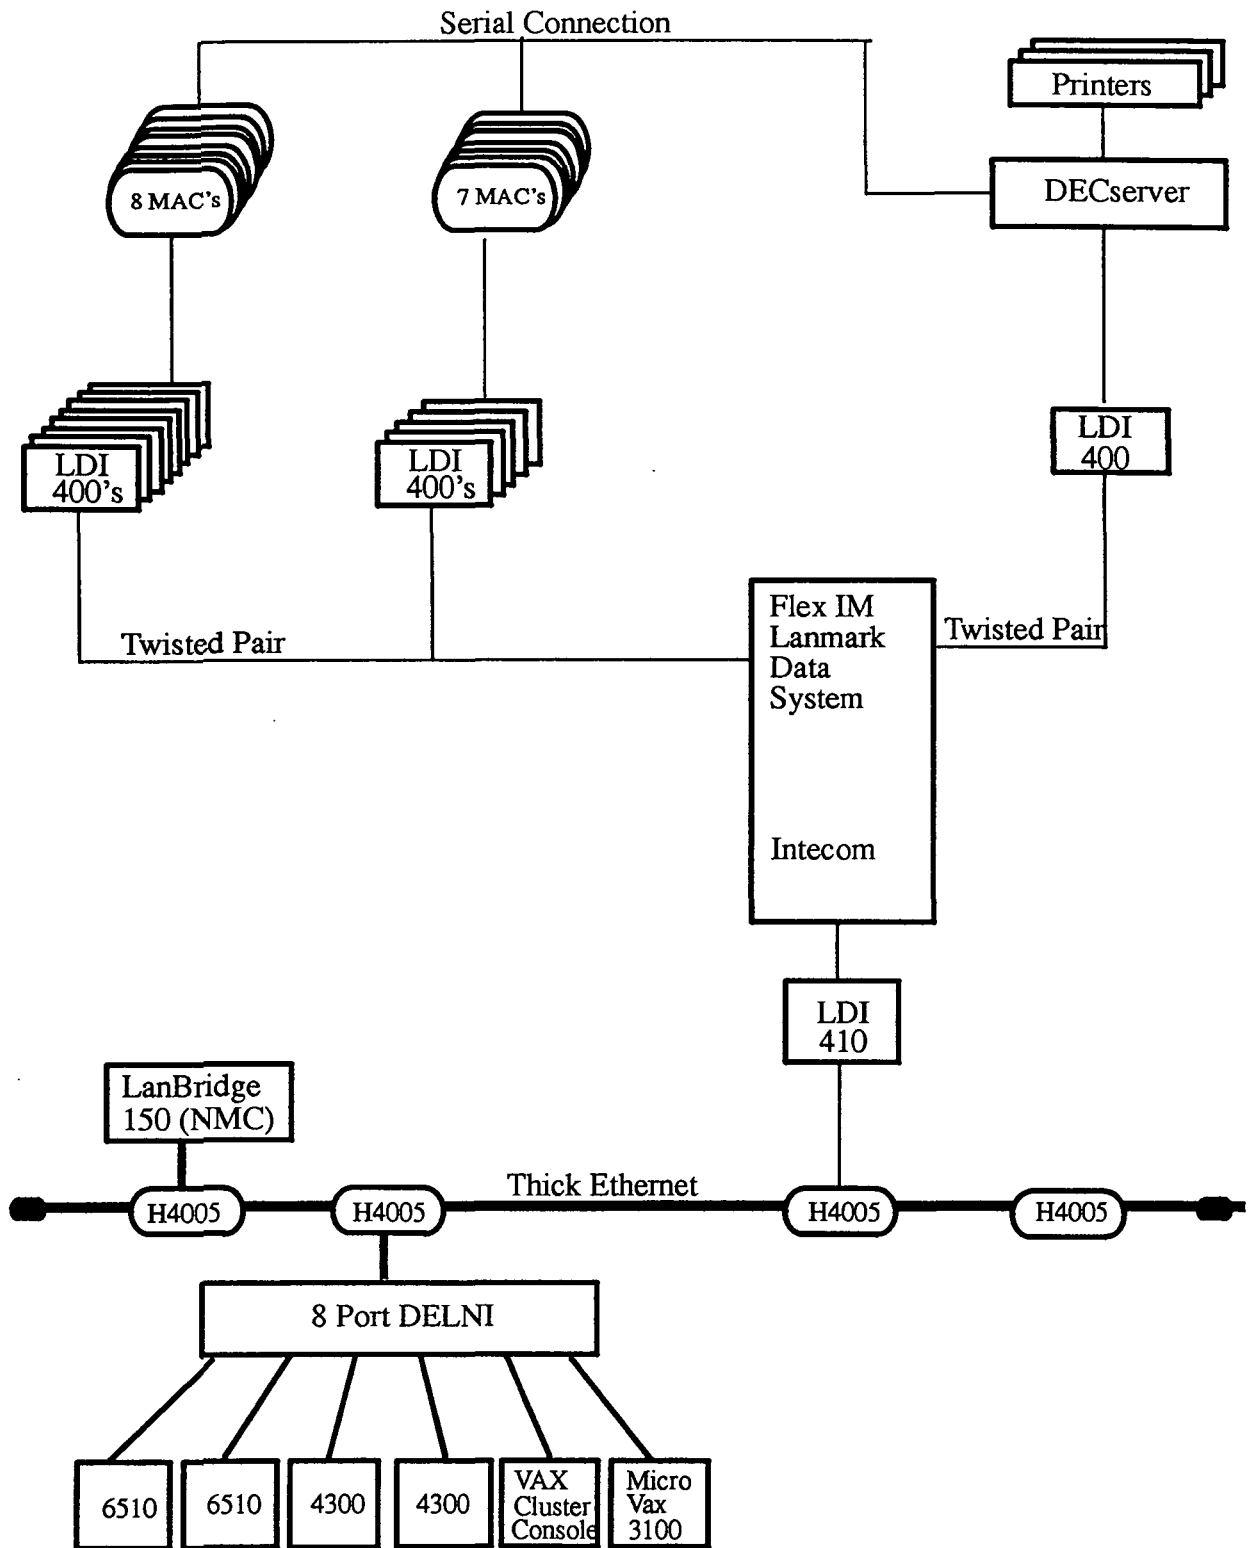 Serial Connection
Printers
DECserver
8 MAC's
7 MAC's
LDI
400's
LDI
400's
LDI
400
Twisted Pair
Flex IM
Lanmark
Data
System
Intecom
Twisted Pair
LDI
410
LanBridge
150 (NMC)
Thick Ethernet
H4005
H4005
H4005
H4005
8 Port DELNI
6510
6510
4300
4300
VAX
Cluster
Console
Micro
Vax
3100